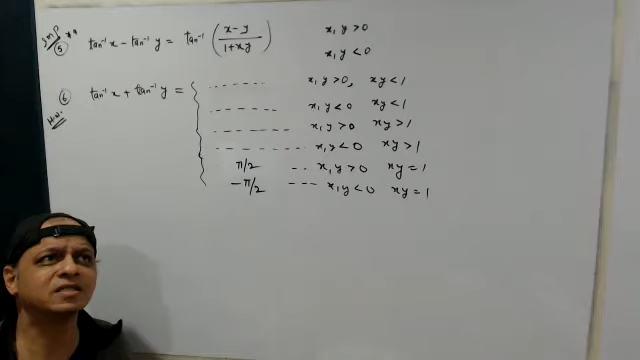 Imp ** ⑤ tan⁻¹ x − tan⁻¹ y = tan⁻¹ ( (x−y)/(1+xy) ) x, y > 0
x, y < 0
H.W. ⑥ tan⁻¹ x + tan⁻¹ y = {
-------- x, y > 0, xy < 1
-------- x, y < 0 xy < 1
-------- x, y > 0 xy > 1
-------- x, y < 0 xy > 1
π/2 -- x, y > 0 xy = 1
−π/2 --- x, y < 0 xy = 1